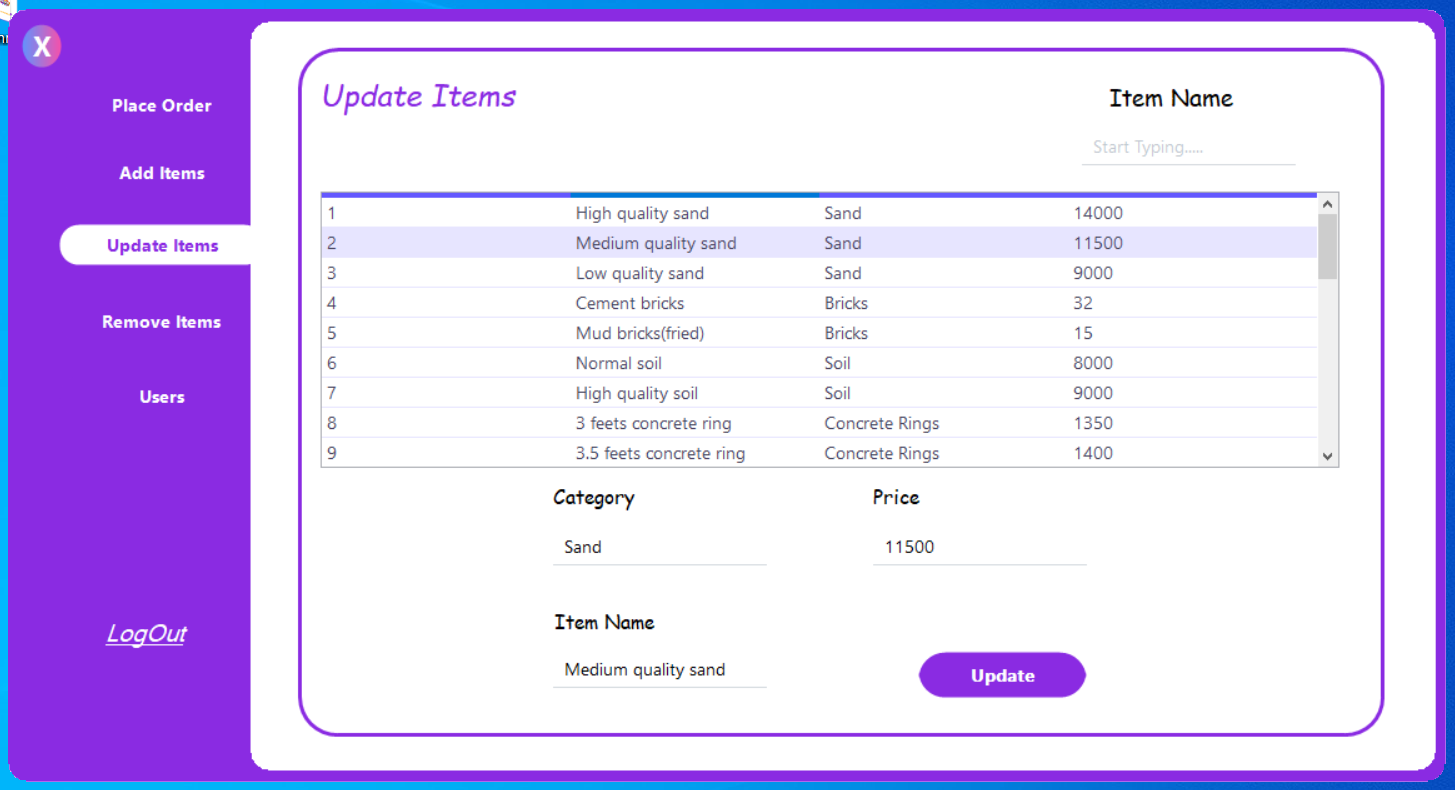 X
Place Order
Add Items
Update Items
Remove Items
Users
LogOut
Update Items
Item Name
Start Typing.....
1 High quality sand Sand 14000
2 Medium quality sand Sand 11500
3 Low quality sand Sand 9000
4 Cement bricks Bricks 32
5 Mud bricks(fried) Bricks 15
6 Normal soil Soil 8000
7 High quality soil Soil 9000
8 3 feets concrete ring Concrete Rings 1350
9 3.5 feets concrete ring Concrete Rings 1400
Category Price
Sand 11500
Item Name
Medium quality sand
Update